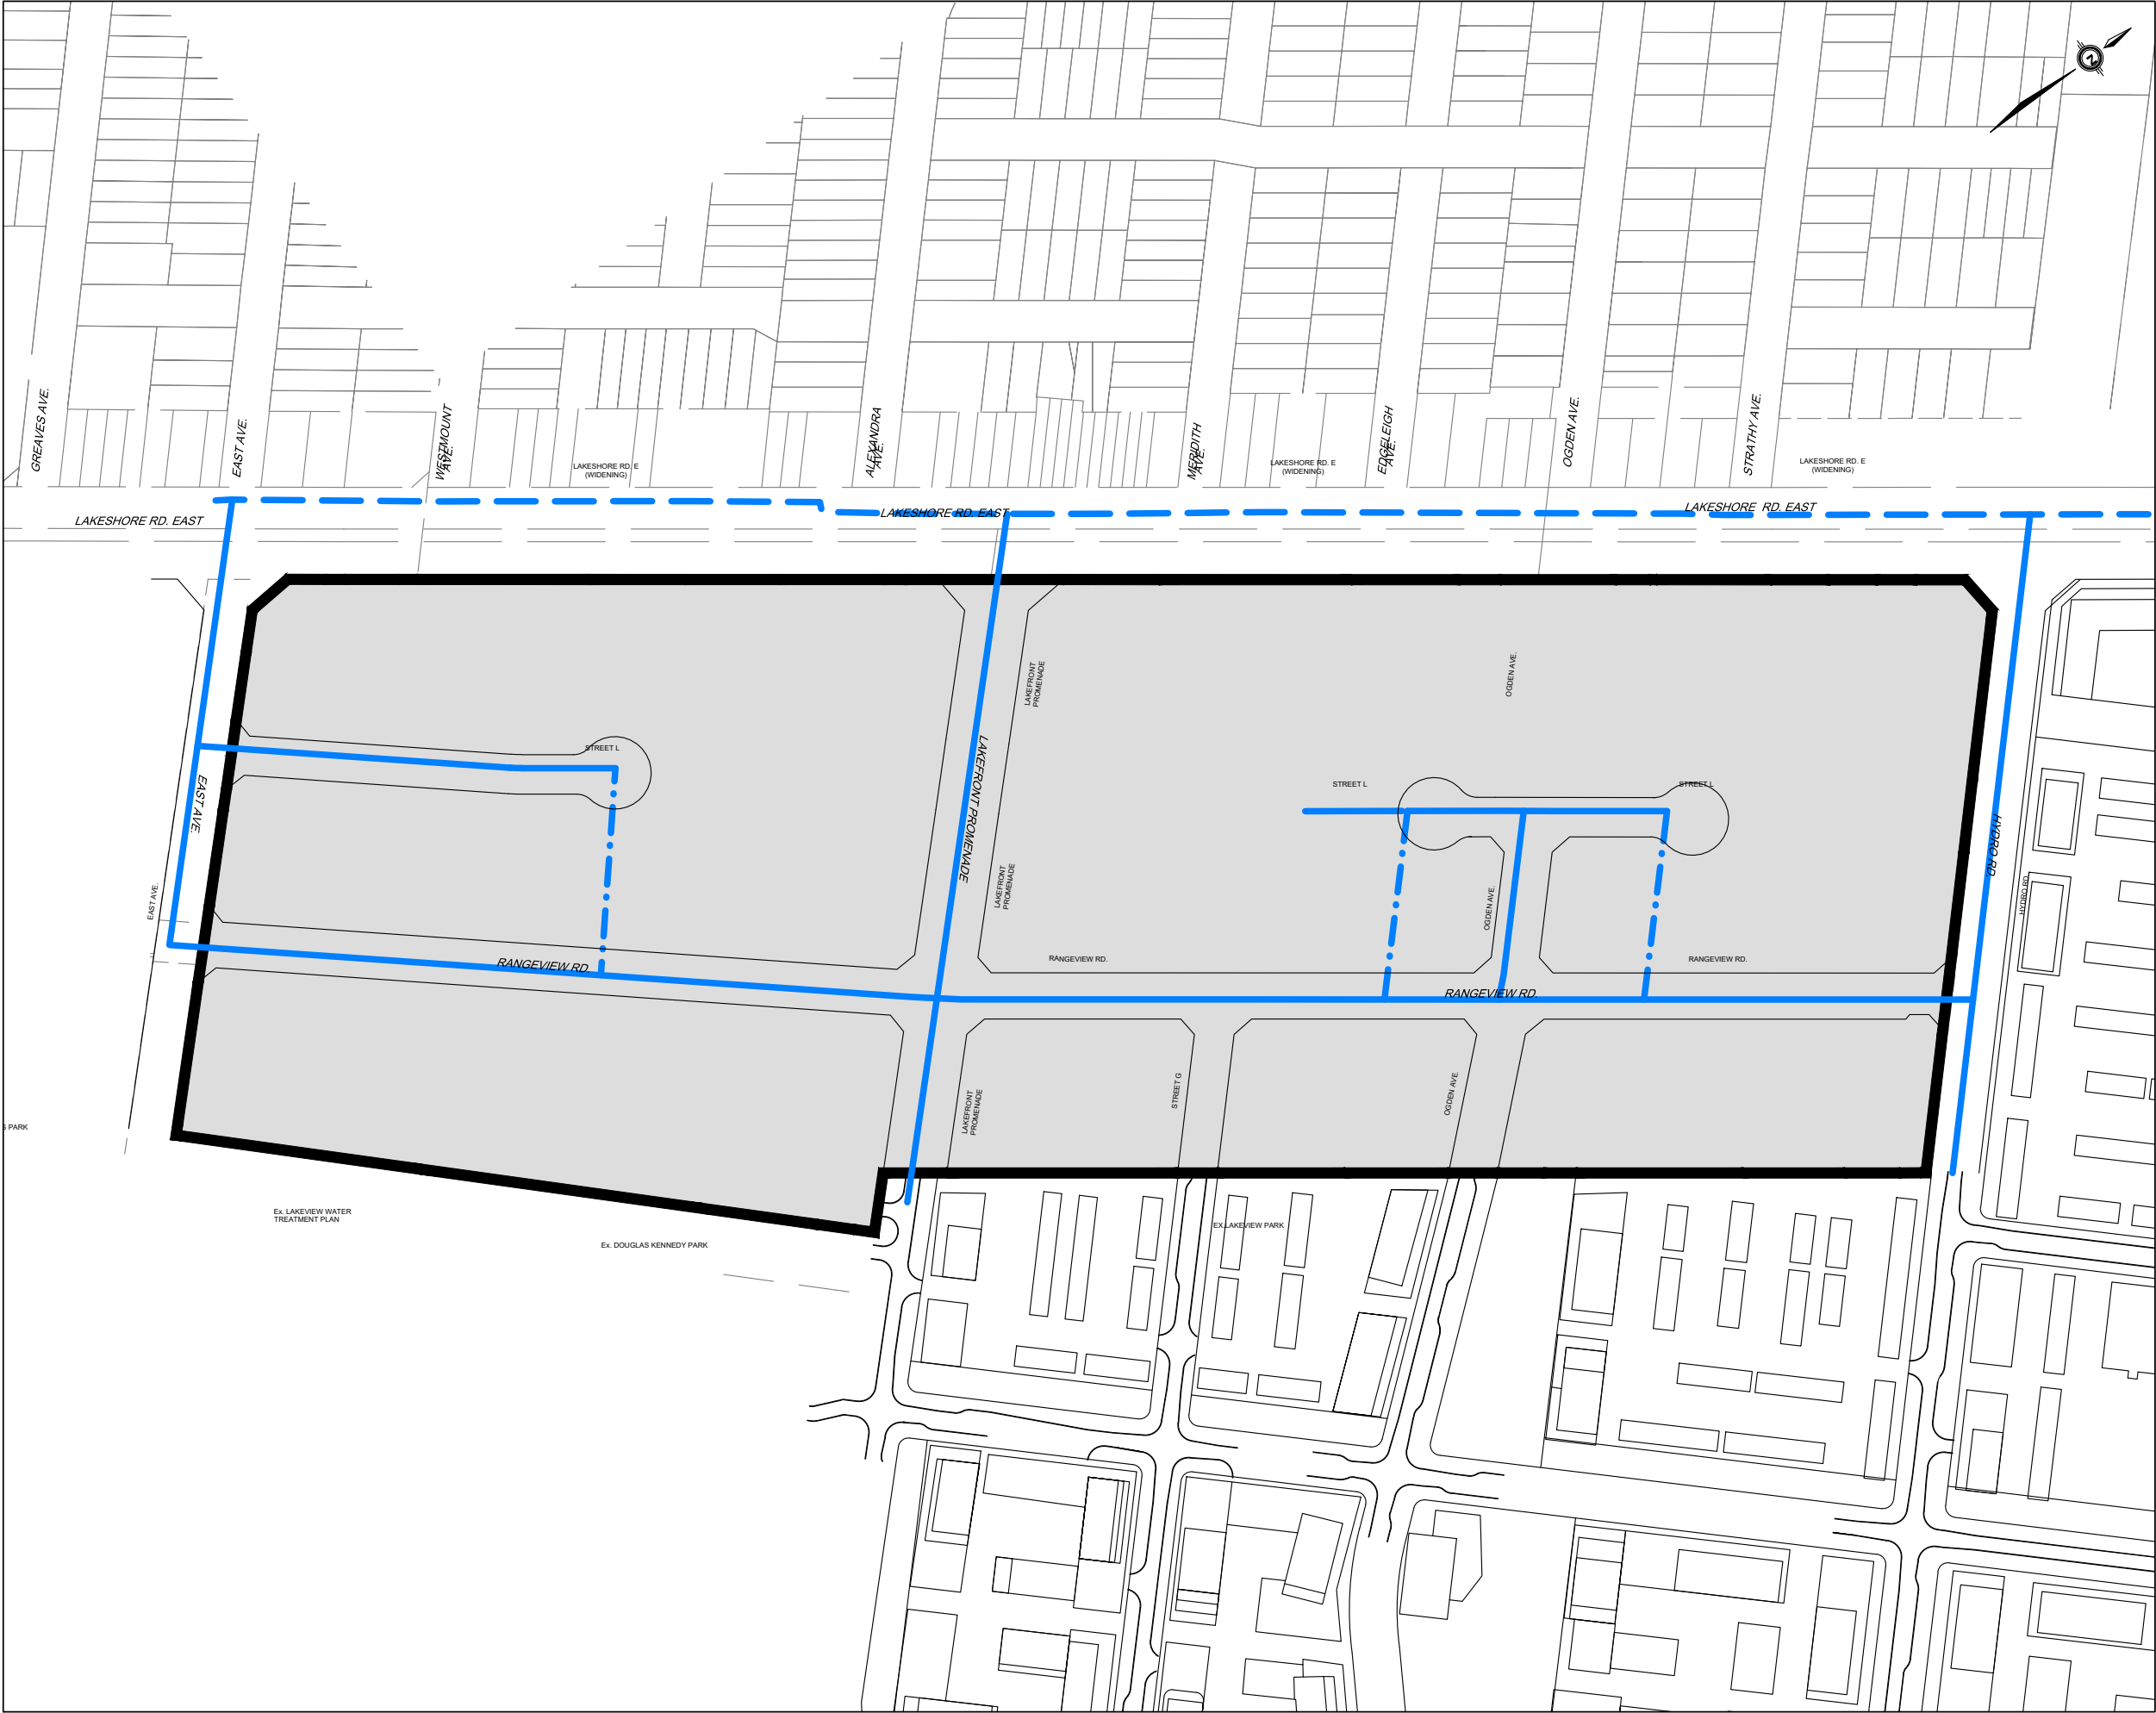 GREAVES AVE.
EAST AVE.
WESTMOUNT
AVE.
ALEXANDRA
AVE.
MERIDITH
AVE.
EDGELEIGH
AVE.
OGDEN AVE.
STRATHY AVE.
LAKESHORE RD. E
(WIDENING)
LAKESHORE RD. E
(WIDENING)
LAKESHORE RD. E
(WIDENING)
LAKESHORE RD. EAST
LAKESHORE RD. EAST
LAKESHORE RD. EAST
LAKEFRONT
PROMENADE
OGDEN AVE.
STREET L
STREET L
STREET L
EAST AVE.
LAKEFRONT PROMENADE
HYDRO RD.
EAST AVE.
LAKEFRONT
PROMENADE
OGDEN AVE.
HYDRO RD.
RANGEVIEW RD.
RANGEVIEW RD.
RANGEVIEW RD.
RANGEVIEW RD.
LAKEFRONT
PROMENADE
STREET G
OGDEN AVE.
S PARK
Ex. LAKEVIEW WATER
TREATMENT PLAN
Ex. DOUGLAS KENNEDY PARK
EX.LAKEVIEW PARK
N